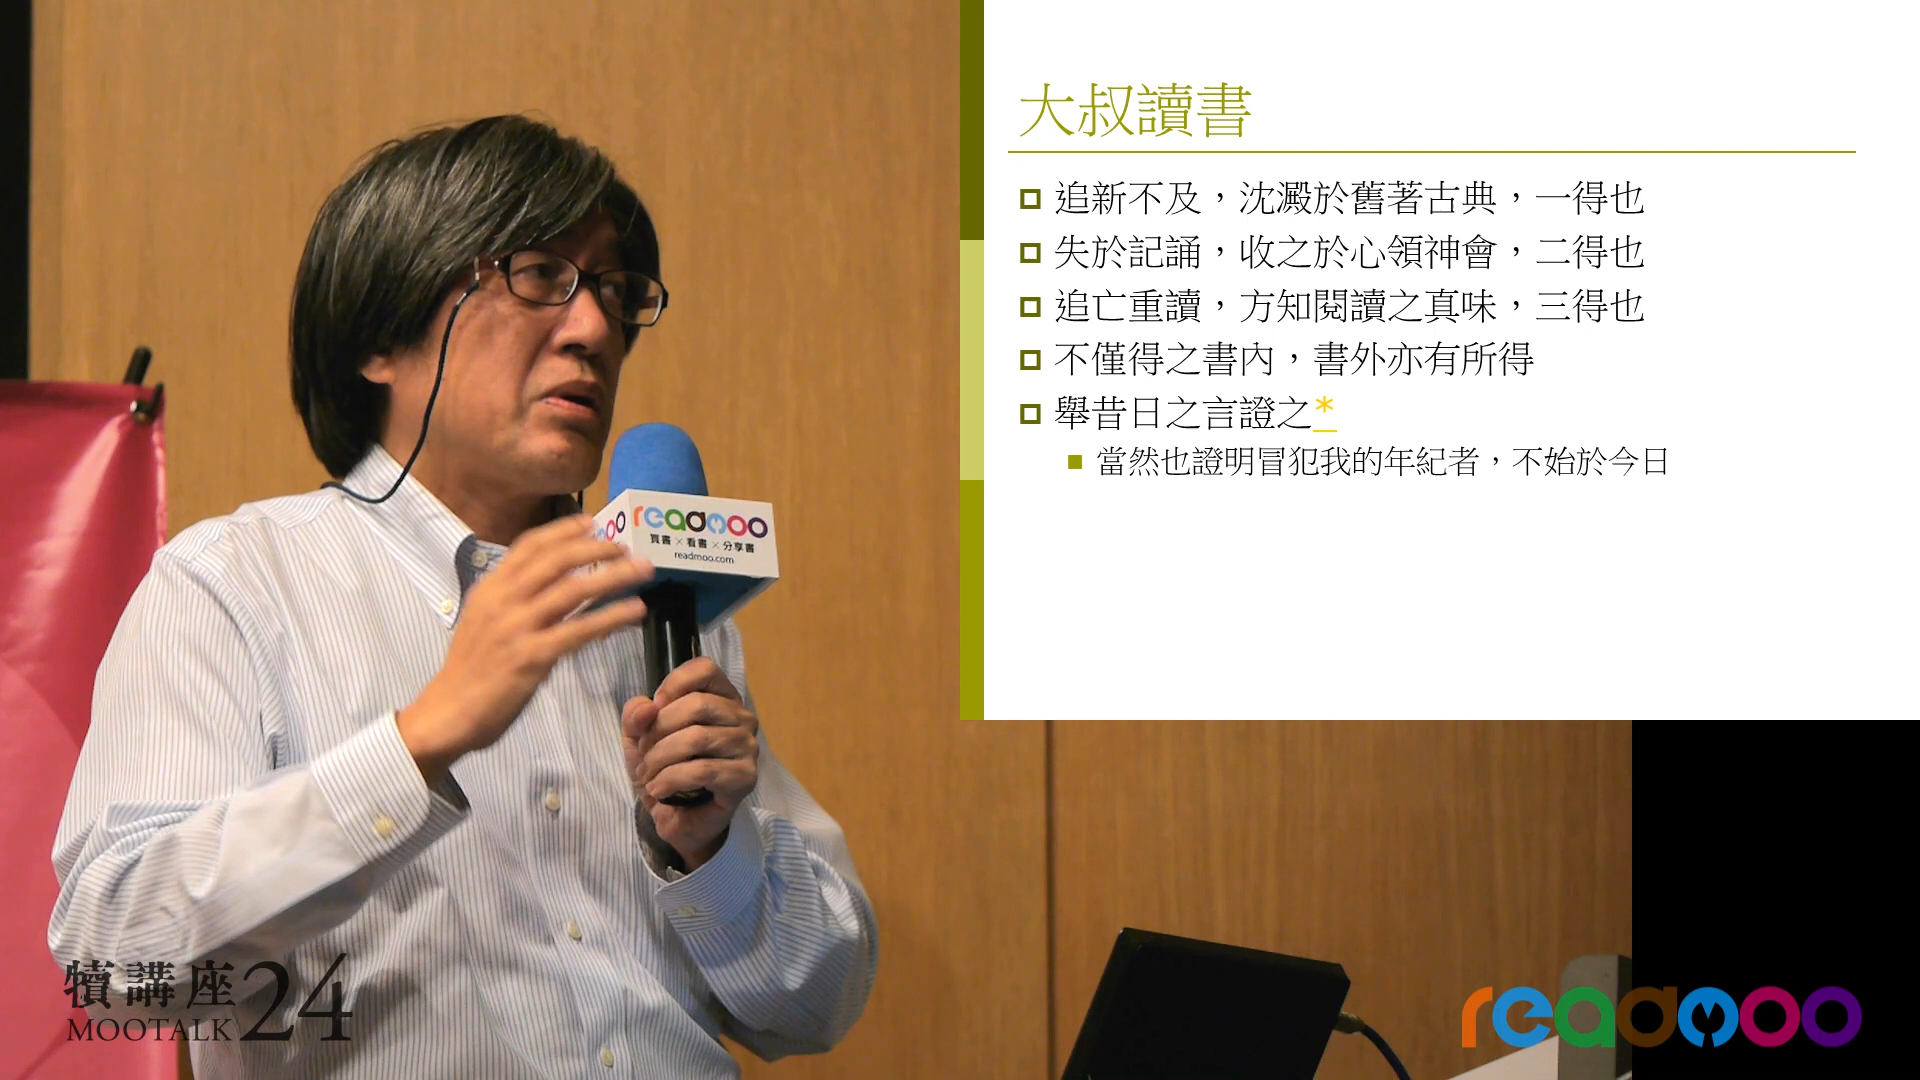 大叔讀書
追新不及，沈澱於舊著古典，一得也
失於記誦，收之於心領神會，二得也
追亡重讀，方知閱讀之真味，三得也
不僅得之書內，書外亦有所得
舉昔日之言證之*
當然也證明冒犯我的年紀者，不始於今日
readmoo
買書×看書×分享書
readmoo.com
犢講座24
MOOTALK
readmoo